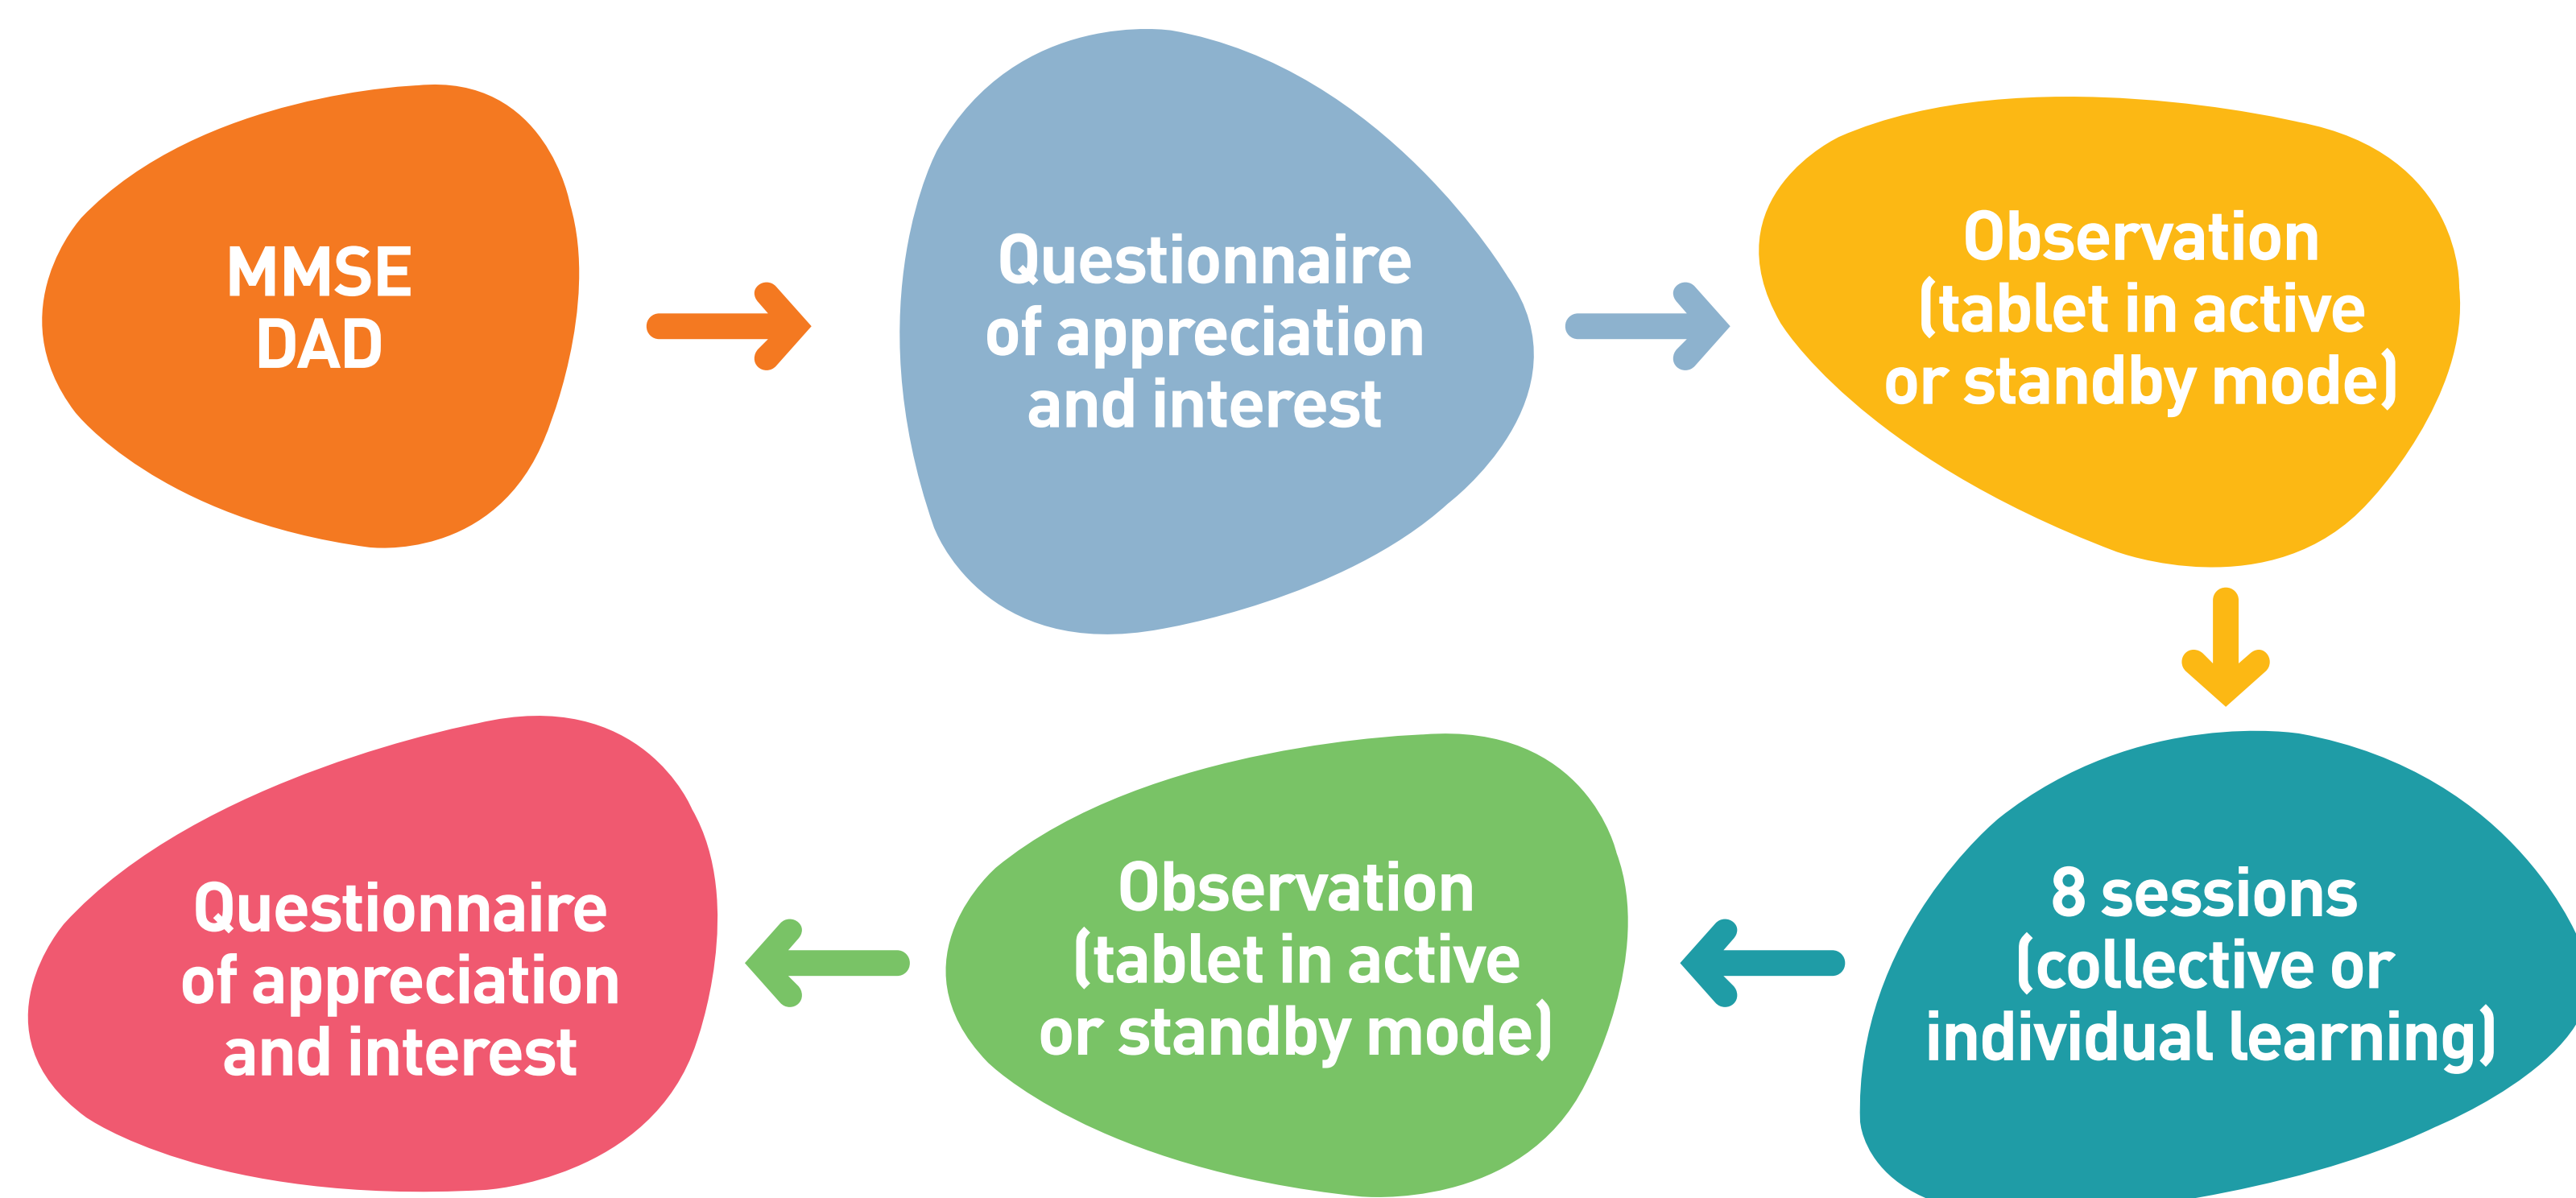 MMSE
DAD
Questionnaire
of appreciation
and interest
Observation
(tablet in active
or standby mode)
8 sessions
(collective or
individual learning)
Observation
(tablet in active
or standby mode)
Questionnaire
of appreciation
and interest